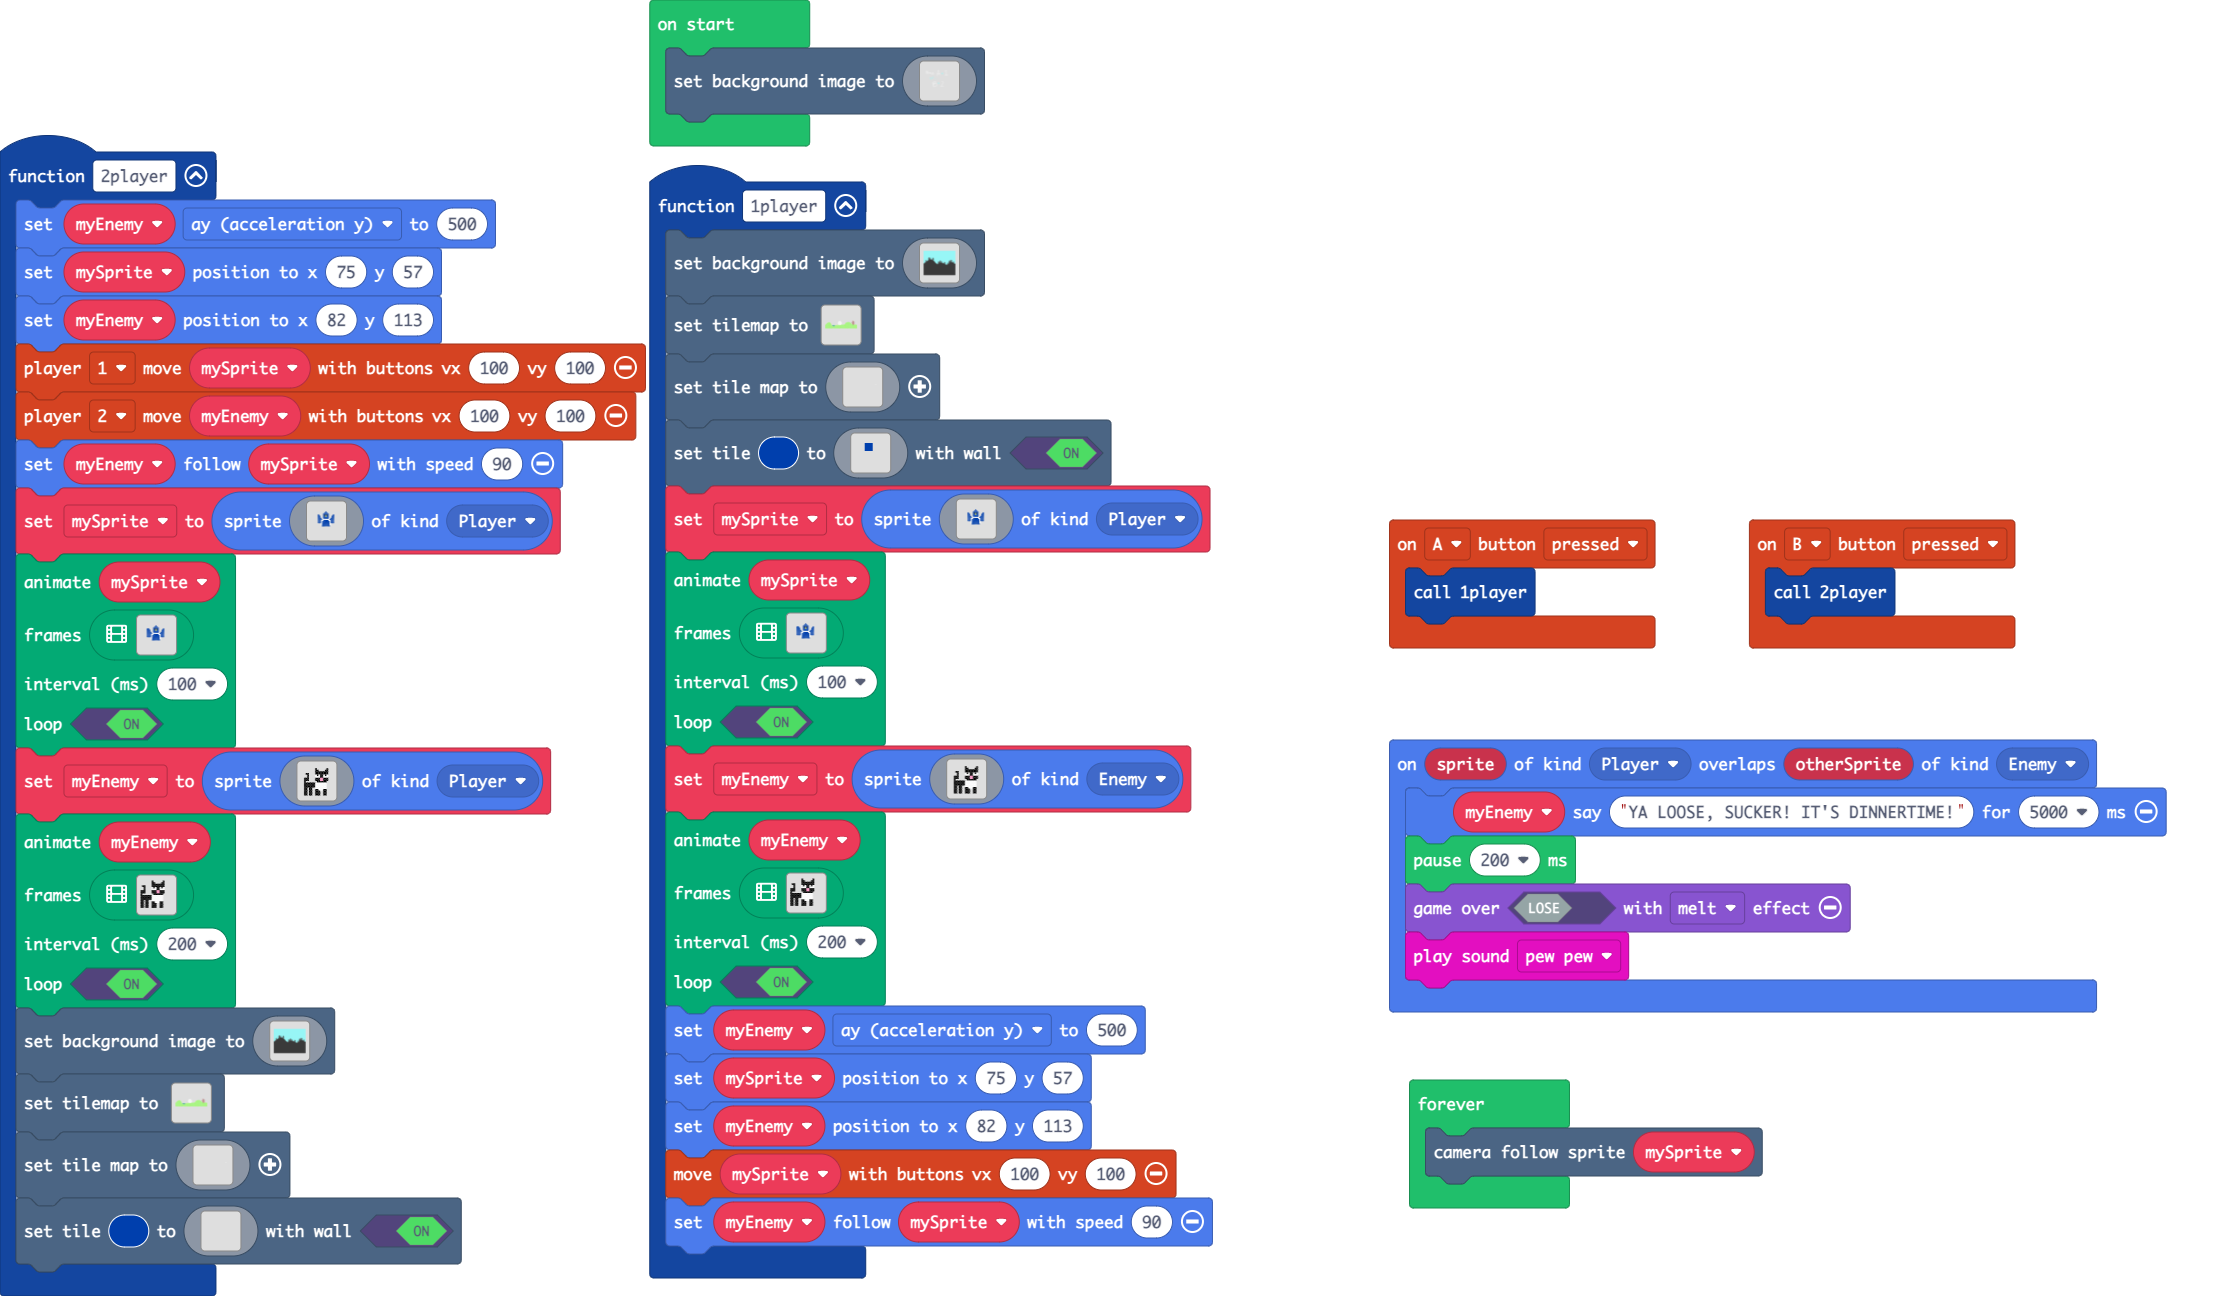 on start
set background image to
function 2player
set myEnemy ay (acceleration y) to 500
set mySprite position to x 75 y 57
set myEnemy position to x 82 y 113
player 1 move mySprite with buttons vx 100 vy 100
player 2 move myEnemy with buttons vx 100 vy 100
set myEnemy follow mySprite with speed 90
set mySprite to sprite of kind Player
animate mySprite
frames
interval (ms) 100
loop ON
set myEnemy to sprite of kind Player
animate myEnemy
frames
interval (ms) 200
loop ON
set background image to
set tilemap to
set tile map to
set tile to with wall ON
function 1player
set background image to
set tilemap to
set tile map to
set tile to with wall ON
set mySprite to sprite of kind Player
animate mySprite
frames
interval (ms) 100
loop ON
set myEnemy to sprite of kind Enemy
animate myEnemy
frames
interval (ms) 200
loop ON
set myEnemy ay (acceleration y) to 500
set mySprite position to x 75 y 57
set myEnemy position to x 82 y 113
move mySprite with buttons vx 100 vy 100
set myEnemy follow mySprite with speed 90
on A button pressed
call 1player
on B button pressed
call 2player
on sprite of kind Player overlaps otherSprite of kind Enemy
myEnemy say "YA LOOSE, SUCKER! IT'S DINNERTIME!" for 5000 ms
pause 200 ms
game over LOSE with melt effect
play sound pew pew
forever
camera follow sprite mySprite